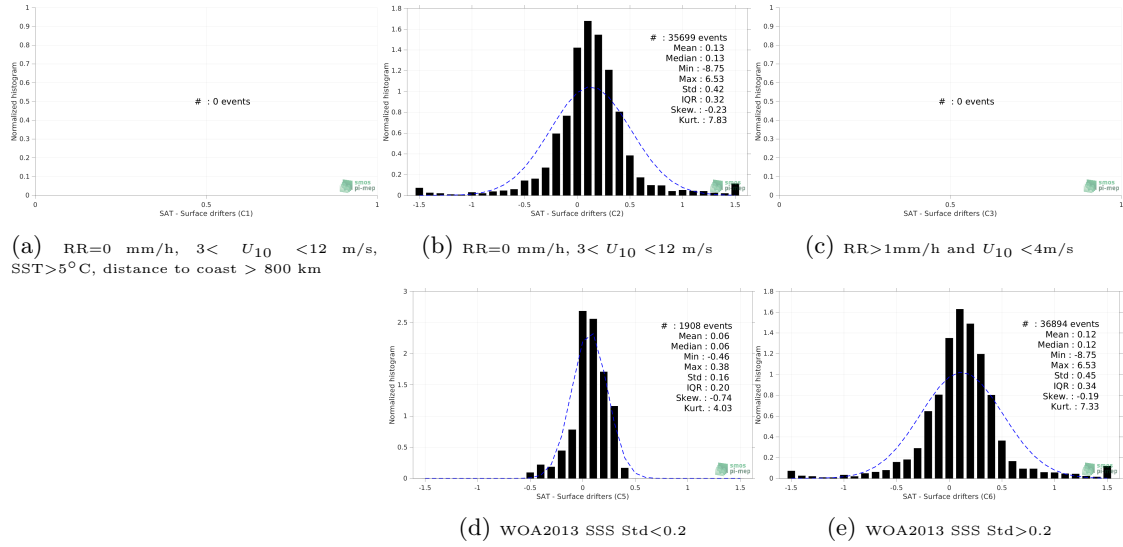 1
0.9
0.8
0.7
0.6
0.5
0.4
0.3
0.2
0.1
0
Normalized histogram
# : 0 events
smos
pi-mep
0 0.5 1
SAT - Surface drifters (C1)
(a) RR=0 mm/h, 3< U10 <12 m/s,
SST>5°C, distance to coast > 800 km
1.8
1.6
1.4
1.2
1
0.8
0.6
0.4
0.2
0
Normalized histogram
# : 35699 events
Mean : 0.13
Median : 0.13
Min : -8.75
Max : 6.53
Std : 0.42
IQR : 0.32
Skew. : -0.23
Kurt. : 7.83
smos
pi-mep
-1.5 -1 -0.5 0 0.5 1 1.5
SAT - Surface drifters (C2)
(b) RR=0 mm/h, 3< U10 <12 m/s
1
0.9
0.8
0.7
0.6
0.5
0.4
0.3
0.2
0.1
0
Normalized histogram
# : 0 events
smos
pi-mep
0 0.5 1
SAT - Surface drifters (C3)
(c) RR>1mm/h and U10 <4m/s
3
2.5
2
1.5
1
0.5
0
Normalized histogram
# : 1908 events
Mean : 0.06
Median : 0.06
Min : -0.46
Max : 0.38
Std : 0.16
IQR : 0.20
Skew. : -0.74
Kurt. : 4.03
smos
pi-mep
-1.5 -1 -0.5 0 0.5 1 1.5
SAT - Surface drifters (C5)
(d) WOA2013 SSS Std<0.2
1.8
1.6
1.4
1.2
1
0.8
0.6
0.4
0.2
0
Normalized histogram
# : 36894 events
Mean : 0.12
Median : 0.12
Min : -8.75
Max : 6.53
Std : 0.45
IQR : 0.34
Skew. : -0.19
Kurt. : 7.33
smos
pi-mep
-1.5 -1 -0.5 0 0.5 1 1.5
SAT - Surface drifters (C6)
(e) WOA2013 SSS Std>0.2